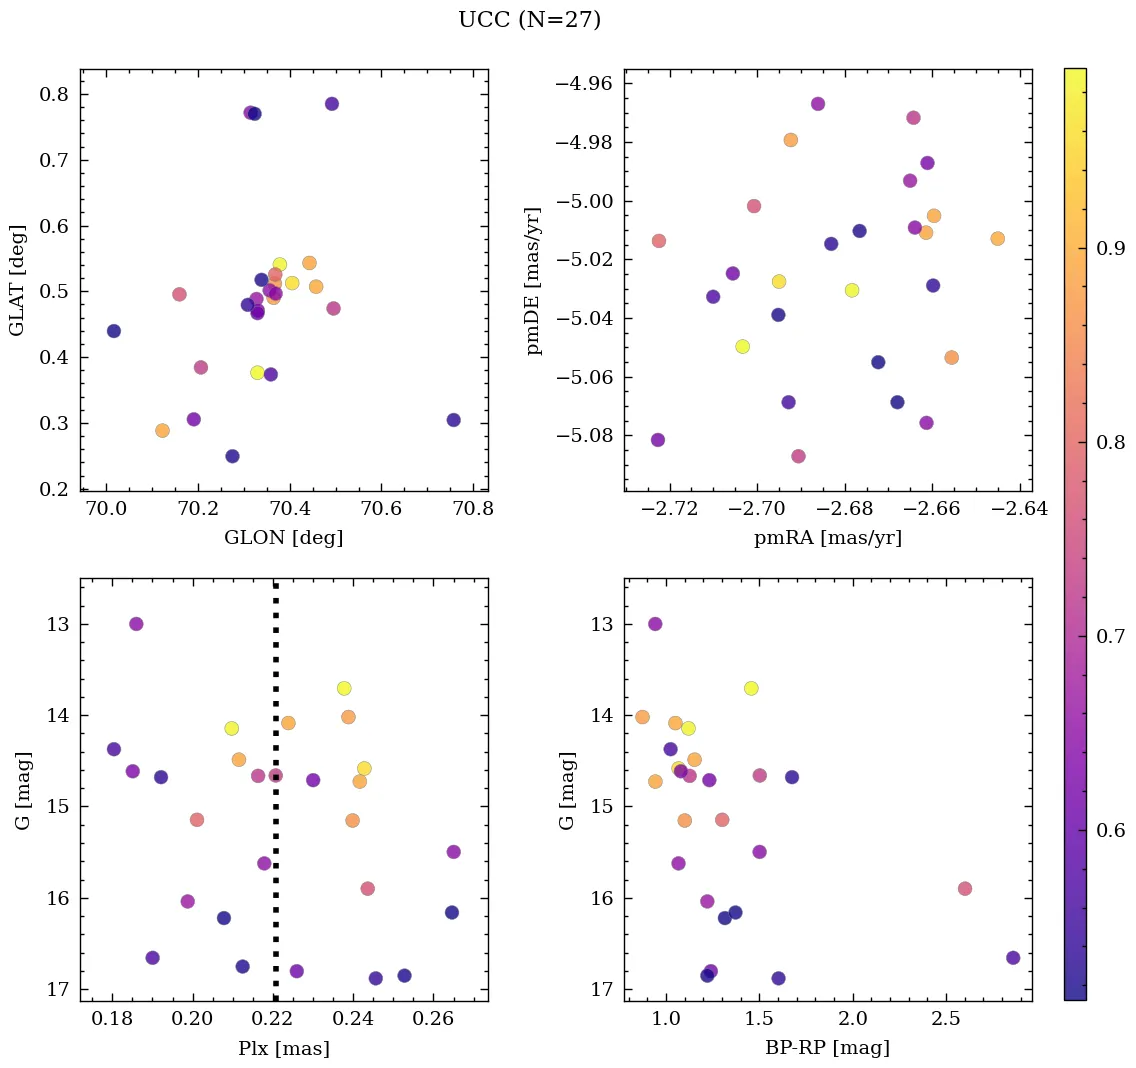 UCC (N=27)
0.8
0.7
0.6
0.5
0.4
0.3
0.2
GLAT [deg]
70.0 70.2 70.4 70.6 70.8
GLON [deg]
−4.96
−4.98
−5.00
−5.02
−5.04
−5.06
−5.08
pmDE [mas/yr]
−2.72 −2.70 −2.68 −2.66 −2.64
pmRA [mas/yr]
13
14
15
16
17
G [mag]
0.18 0.20 0.22 0.24 0.26
Plx [mas]
13
14
15
16
17
G [mag]
1.0 1.5 2.0 2.5
BP-RP [mag]
0.9
0.8
0.7
0.6